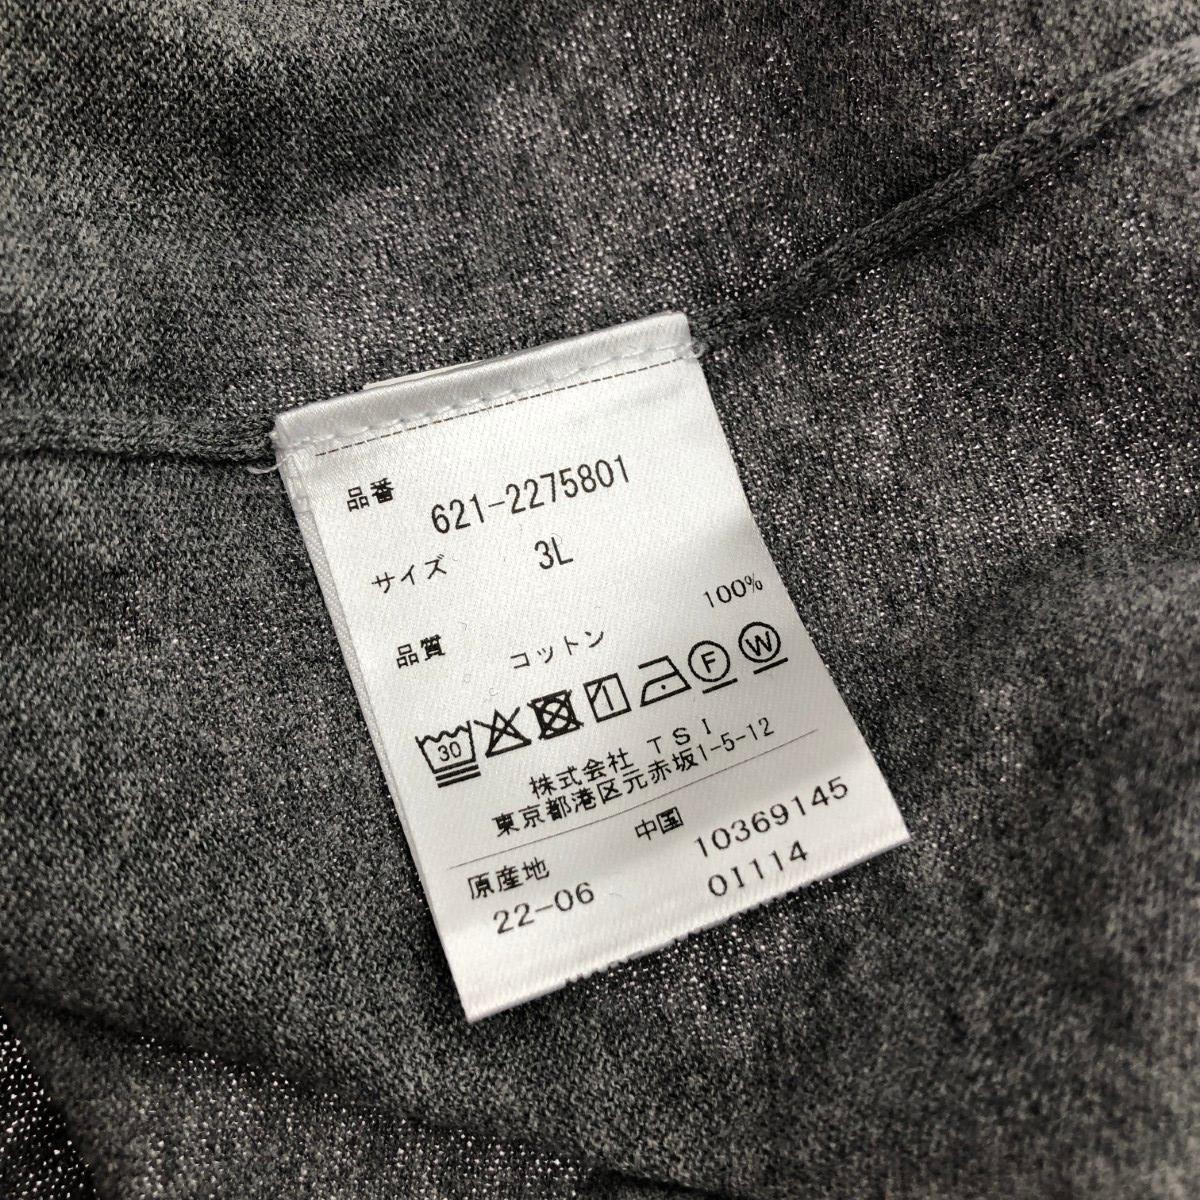 品番 621-2275801
サイズ 3L
品質 コットン 100%
30 1 F W
株式会社 TSI
東京都港区元赤坂1-5-12
原産地 中国 10369145
22-06 01114